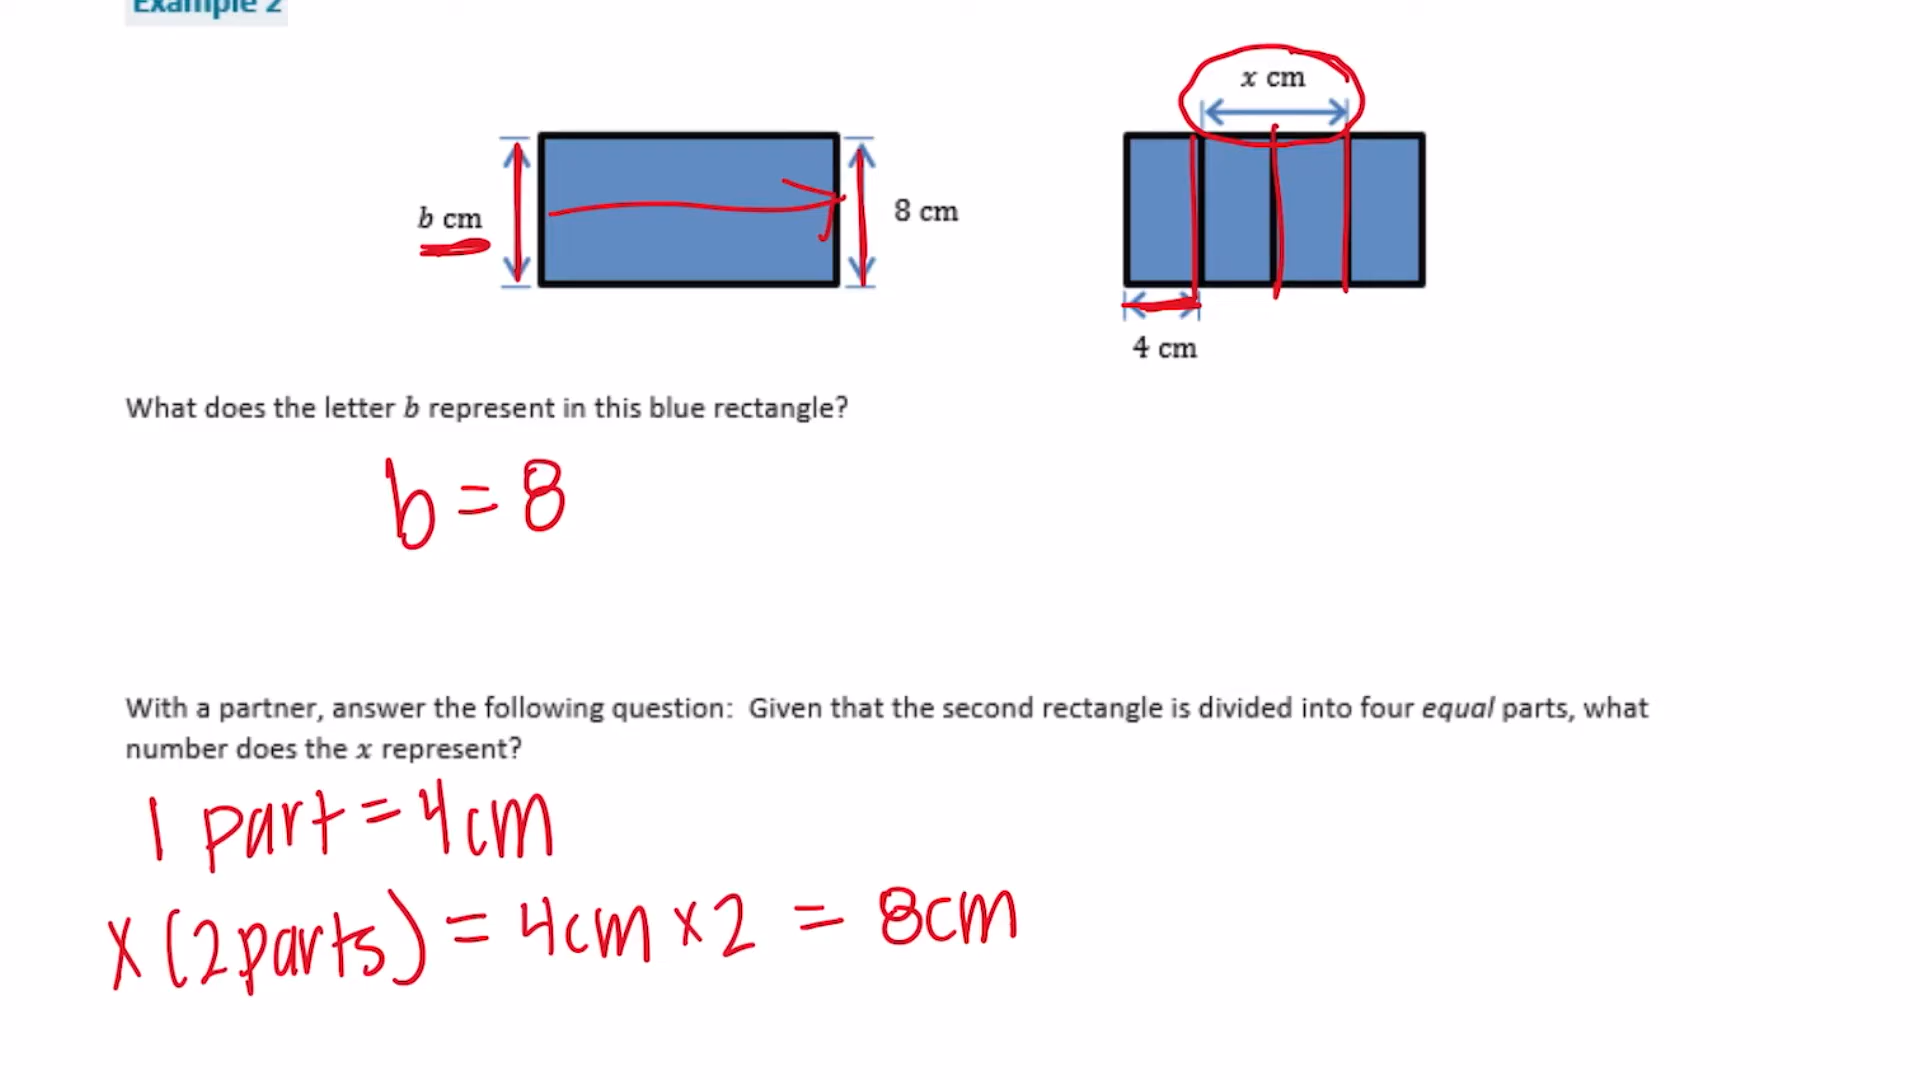 Example 2
x cm
b cm
8 cm
4 cm
What does the letter b represent in this blue rectangle?
b = 8
With a partner, answer the following question: Given that the second rectangle is divided into four equal parts, what
number does the x represent?
1 part = 4cm
x (2parts) = 4cm x 2 = 8cm